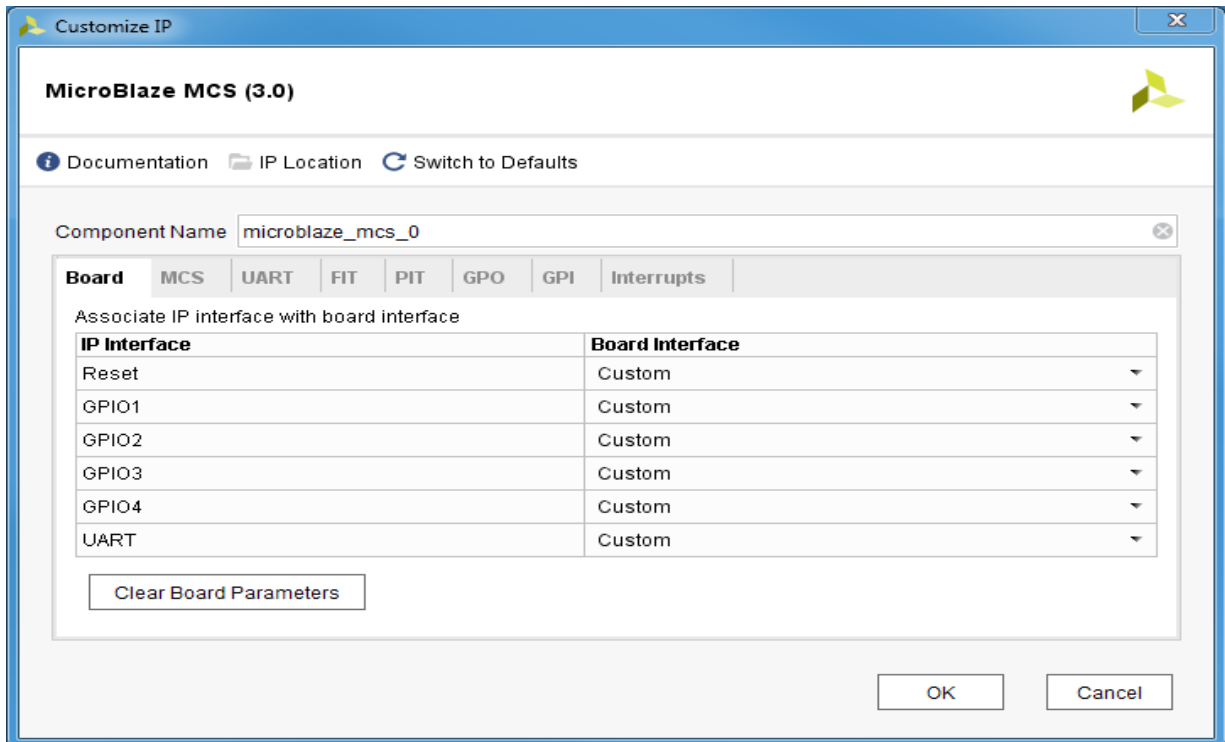 Customize IP
MicroBlaze MCS (3.0)
Documentation IP Location Switch to Defaults
Component Name microblaze_mcs_0
Board MCS UART FIT PIT GPO GPI Interrupts
Associate IP interface with board interface
IP Interface Board Interface
Reset Custom
GPIO1 Custom
GPIO2 Custom
GPIO3 Custom
GPIO4 Custom
UART Custom
Clear Board Parameters
OK Cancel